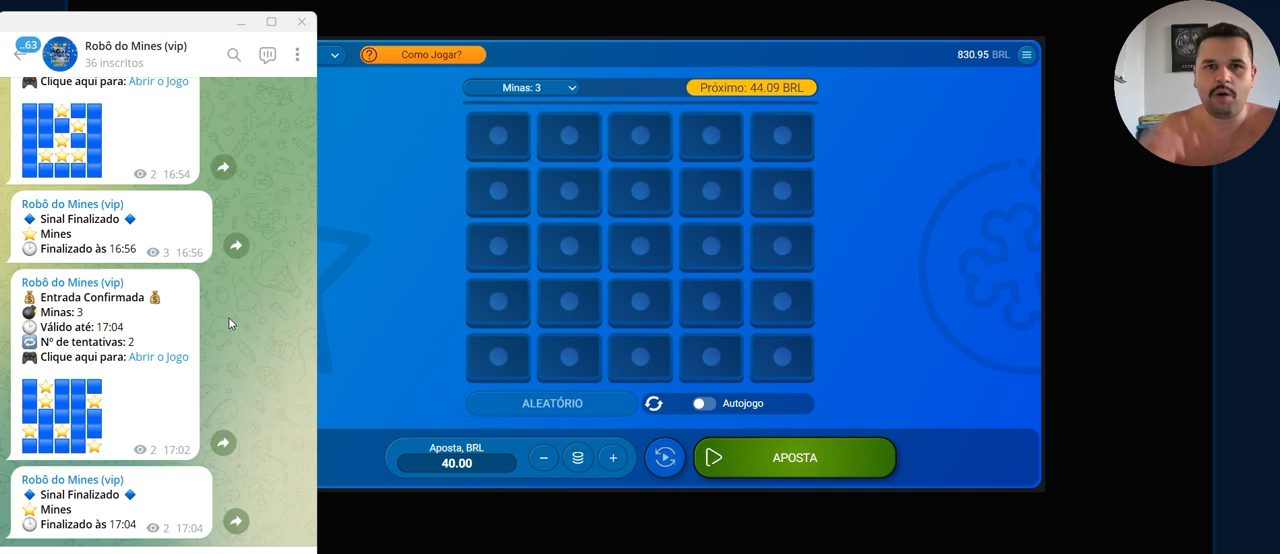 ..63
Robô do Mines (vip)
36 inscritos
Clique aqui para: Abrir o Jogo
2 16:54
Robô do Mines (vip)
Sinal Finalizado
Mines
Finalizado às 16:56
3 16:56
Robô do Mines (vip)
Entrada Confirmada
Minas: 3
Válido até: 17:04
Nº de tentativas: 2
Clique aqui para: Abrir o Jogo
2 17:02
Robô do Mines (vip)
Sinal Finalizado
Mines
Finalizado às 17:04
2 17:04
? Como Jogar?
830.95 BRL
Minas: 3
Próximo: 44.09 BRL
ALEATÓRIO
Autojogo
Aposta, BRL
40.00
APOSTA